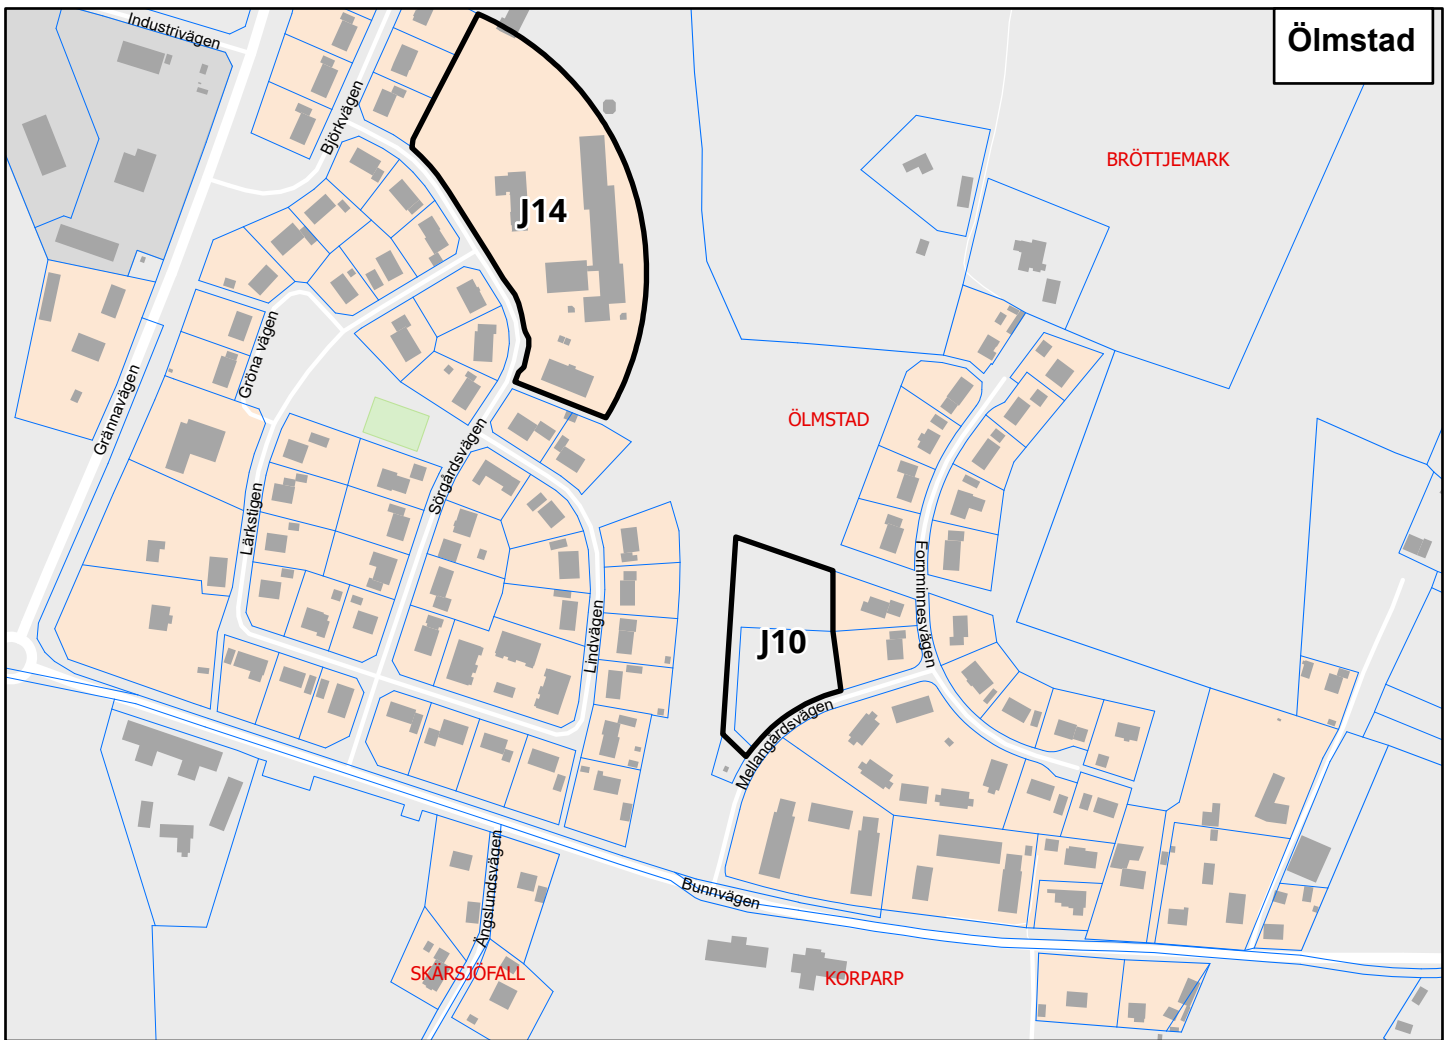 Industrivägen
Ölmstad
Björkvägen
BRÖTTJEMARK
J14
Gröna vägen
Grännavägen
ÖLMSTAD
Sörgårdsvägen
Lärkstigen
Fornminnesvägen
Lindvägen
J10
Mellangårdsvägen
Ängslundsvägen
Bunnvägen
SKÄRSJÖFALL
KORPARP